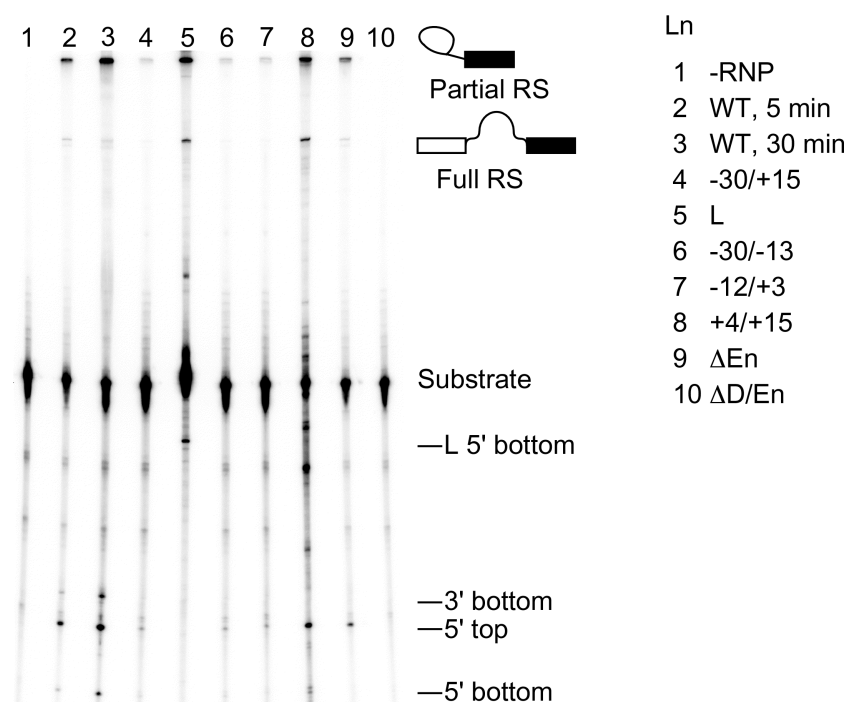 1 2 3 4 5 6 7 8 9 10
Partial RS
Full RS
Substrate
L 5' bottom
3' bottom
5' top
5' bottom
Ln
1 -RNP
2 WT, 5 min
3 WT, 30 min
4 -30/+15
5 L
6 -30/-13
7 -12/+3
8 +4/+15
9 ΔEn
10 ΔD/En